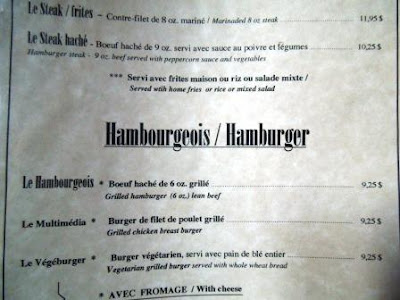 Le Steak / frites - Contre-filet de 8 oz. mariné / Marinaded 8 oz steak 11,95 $
Le Steak haché - Boeuf haché de 9 oz. servi avec sauce au poivre et légumes 10,25 $
Hamburger steak - 9 oz. beef served with peppercorn sauce and vegetables
*** Servi avec frites maison ou riz ou salade mixte /
Served wtih home fries or rice or mixed salad
Hambourgeois / Hamburger
Le Hambourgeois * Boeuf haché de 6 oz. grillé 9,25 $
Grilled hamburger (6 oz.) lean beef
Le Multimédia * Burger de filet de poulet grillé 9,25 $
Grilled chicken breast burger
Le Végéburger * Burger végétarien, servi avec pain de blé entier 9,25 $
Vegetarian grilled burger served with whole wheat bread
* AVEC FROMAGE / With cheese